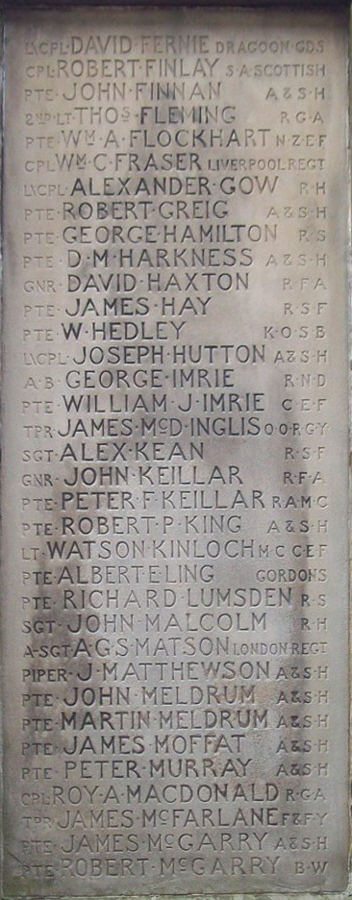 L/CPL·DAVID·FERNIE DRAGOON·GDS
CPL·ROBERT·FINLAY S·A·SCOTTISH
PTE·JOHN·FINNAN A&S·H
2ND·LT·THOS·FLEMING R·G·A
PTE·WM·A·FLOCKHART N·Z·E·F
CPL·WM·C·FRASER LIVERPOOL·REGT
L/CPL·ALEXANDER·GOW R·H
PTE·ROBERT·GREIG A&S·H
PTE·GEORGE·HAMILTON R·S
PTE·D·M·HARKNESS A&S·H
GNR·DAVID·HAXTON R·F·A
PTE·JAMES·HAY R·S·F
PTE·W·HEDLEY K·O·S·B
L/CPL·JOSEPH·HUTTON A&S·H
A·B·GEORGE·IMRIE R·N·D
PTE·WILLIAM·J·IMRIE C·E·F
TPR·JAMES·McD·INGLIS Q·O·R·G·Y
SGT·ALEX·KEAN R·S·F
GNR·JOHN·KEILLAR R·F·A
PTE·PETER·F·KEILLAR R·A·M·C
PTE·ROBERT·P·KING A&S·H
LT·WATSON·KINLOCH M·C C·E·F
PTE·ALBERT·E·LING GORDONS
PTE·RICHARD·LUMSDEN R·S
SGT·JOHN·MALCOLM R·H
A·SGT·A·G·S·MATSON LONDON·REGT
PIPER·J·MATTHEWSON A&S·H
PTE·JOHN·MELDRUM A&S·H
PTE·MARTIN·MELDRUM A&S·H
PTE·JAMES·MOFFAT A&S·H
PTE·PETER·MURRAY A&S·H
CPL·ROY·A·MACDONALD R·G·A
TPR·JAMES·McFARLANE F&F·Y
PTE·JAMES·McGARRY A&S·H
PTE·ROBERT·McGARRY B·W